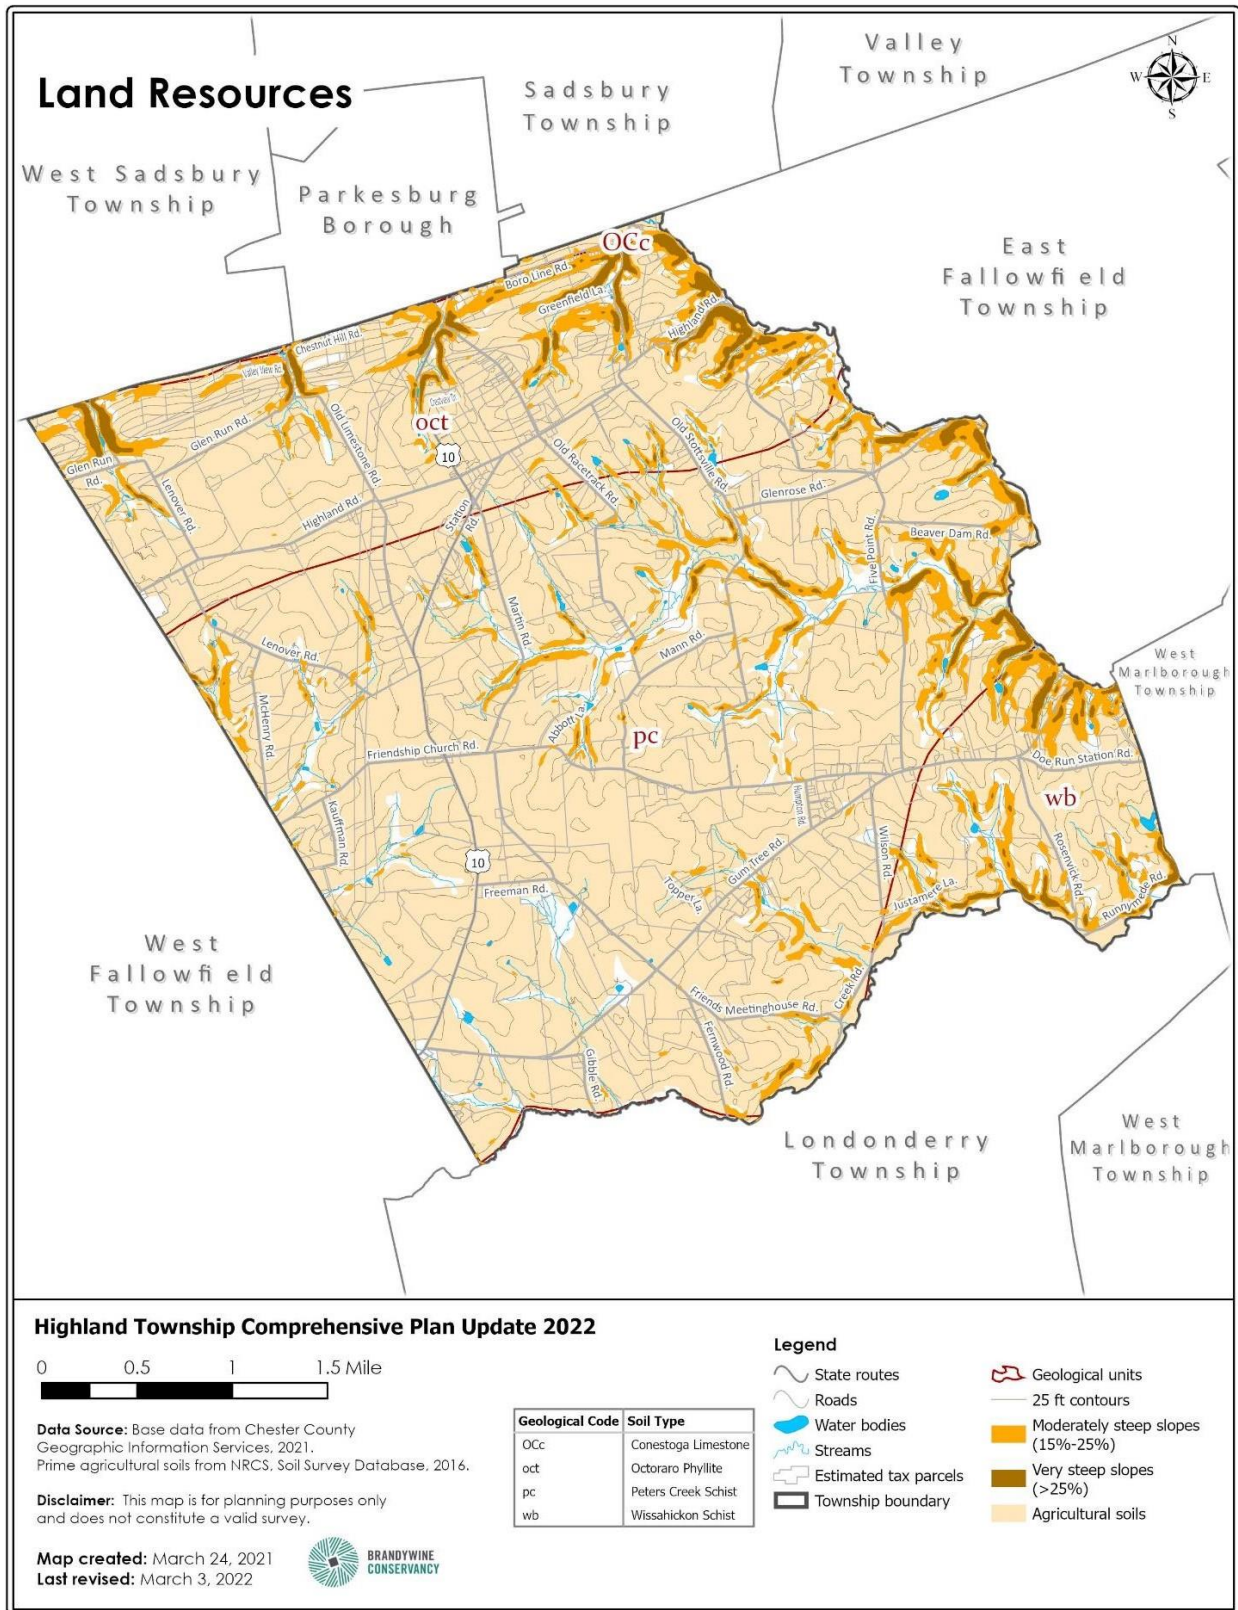 Land Resources
Valley
Township
Sadsbury
Township
N
W
E
S
West Sadsbury
Township
Parkesburg
Borough
East
Fallowfield
Township
OCc
Boro Line Rd.
Greenfield La.
Highland Rd.
Chestnut Hill Rd.
Valley View Rd.
Crestview Dr.
oct
10
Glen Run Rd.
Glen Run
Rd.
Old Limestone Rd.
Lenover Rd.
Highland Rd.
Station
Rd.
Old Racetrack Rd.
Old Stottsville Rd.
Glenrose Rd.
Five Point Rd.
Beaver Dam Rd.
Martin Rd.
Mann Rd.
Lenover Rd.
McHenry Rd.
Abbott La.
pc
Friendship Church Rd.
West
Marlborough
Township
Doe Run Station Rd.
wb
Humpton Rd.
Kauffman Rd.
Wilson Rd.
Rosenvick Rd.
Gum Tree Rd.
10
Freeman Rd.
Topper La.
Justamere La.
Runnymede Rd.
West
Fallowfield
Township
Friends Meetinghouse Rd.
Creek Rd.
Fernwood Rd.
Gibble Rd.
Londonderry
Township
West
Marlborough
Township
Highland Township Comprehensive Plan Update 2022
0 0.5 1 1.5 Mile
Data Source: Base data from Chester County
Geographic Information Services, 2021.
Prime agricultural soils from NRCS, Soil Survey Database, 2016.
Disclaimer: This map is for planning purposes only
and does not constitute a valid survey.
Map created: March 24, 2021
Last revised: March 3, 2022
BRANDYWINE
CONSERVANCY
Geological Code Soil Type
OCc Conestoga Limestone
oct Octoraro Phyllite
pc Peters Creek Schist
wb Wissahickon Schist
Legend
State routes
Roads
Water bodies
Streams
Estimated tax parcels
Township boundary
Geological units
25 ft contours
Moderately steep slopes
(15%-25%)
Very steep slopes
(>25%)
Agricultural soils